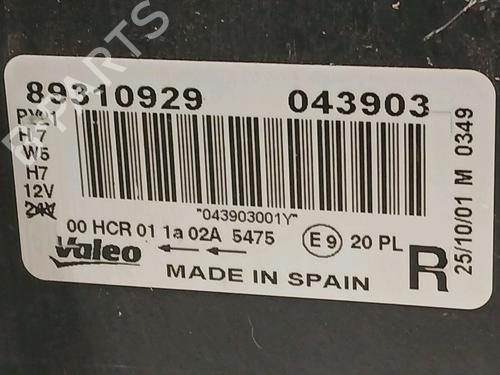 PARTS
89310929 043903
H7
W5
H7
12V
24V
"043903001Y"
00 HCR 01 1a 02A 5475 E9 20 PL
Valeo
MADE IN SPAIN
R
25/10/01 M 0349